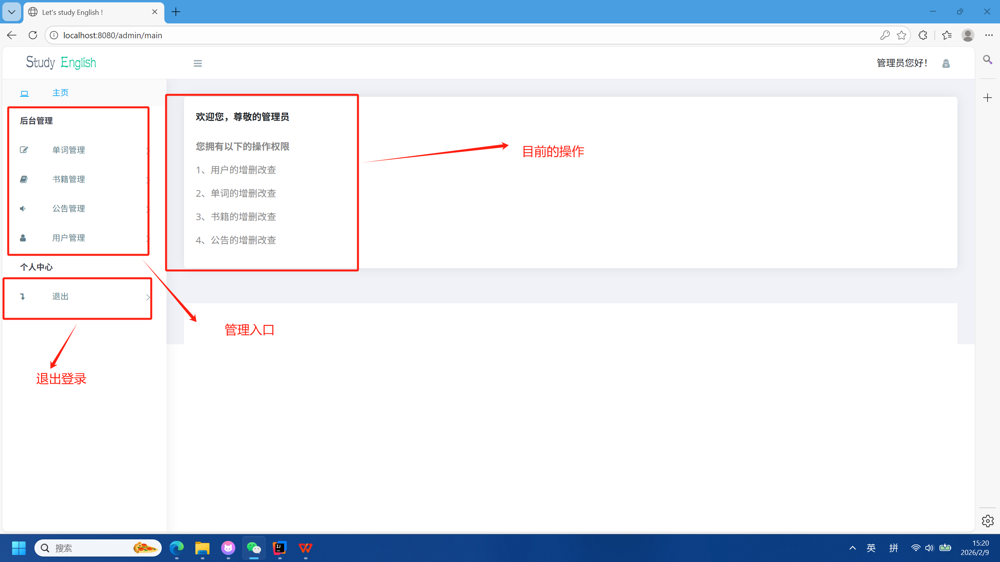 Let's study English !
localhost:8080/admin/main
Study English
管理员您好！
主页
后台管理
单词管理
书籍管理
公告管理
用户管理
个人中心
退出
欢迎您，尊敬的管理员
您拥有以下的操作权限
1、用户的增删改查
2、单词的增删改查
3、书籍的增删改查
4、公告的增删改查
目前的操作
管理入口
退出登录
搜索
IJ
英
拼
15:20
2026/2/9